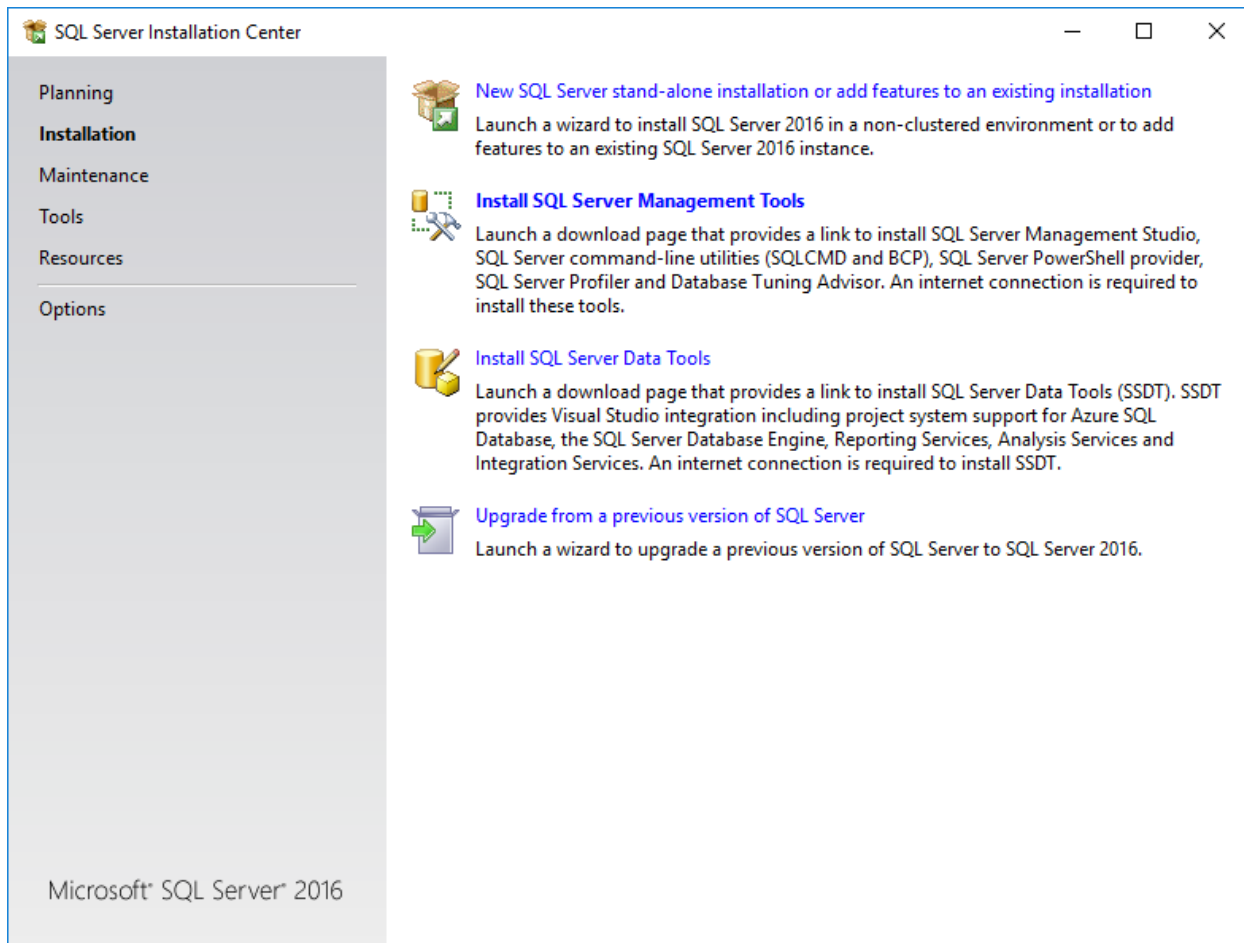 SQL Server Installation Center
Planning
Installation
Maintenance
Tools
Resources
Options
Microsoft® SQL Server® 2016
New SQL Server stand-alone installation or add features to an existing installation
Launch a wizard to install SQL Server 2016 in a non-clustered environment or to add
features to an existing SQL Server 2016 instance.
Install SQL Server Management Tools
Launch a download page that provides a link to install SQL Server Management Studio,
SQL Server command-line utilities (SQLCMD and BCP), SQL Server PowerShell provider,
SQL Server Profiler and Database Tuning Advisor. An internet connection is required to
install these tools.
Install SQL Server Data Tools
Launch a download page that provides a link to install SQL Server Data Tools (SSDT). SSDT
provides Visual Studio integration including project system support for Azure SQL
Database, the SQL Server Database Engine, Reporting Services, Analysis Services and
Integration Services. An internet connection is required to install SSDT.
Upgrade from a previous version of SQL Server
Launch a wizard to upgrade a previous version of SQL Server to SQL Server 2016.